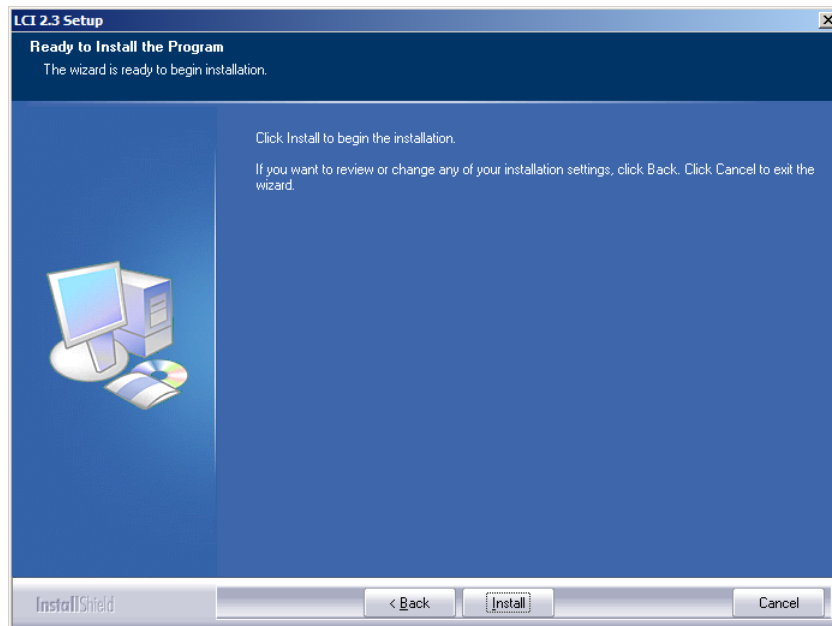 LCI 2.3 Setup
Ready to Install the Program
The wizard is ready to begin installation.
Click Install to begin the installation.
If you want to review or change any of your installation settings, click Back. Click Cancel to exit the
wizard.
InstallShield
< Back
Install
Cancel